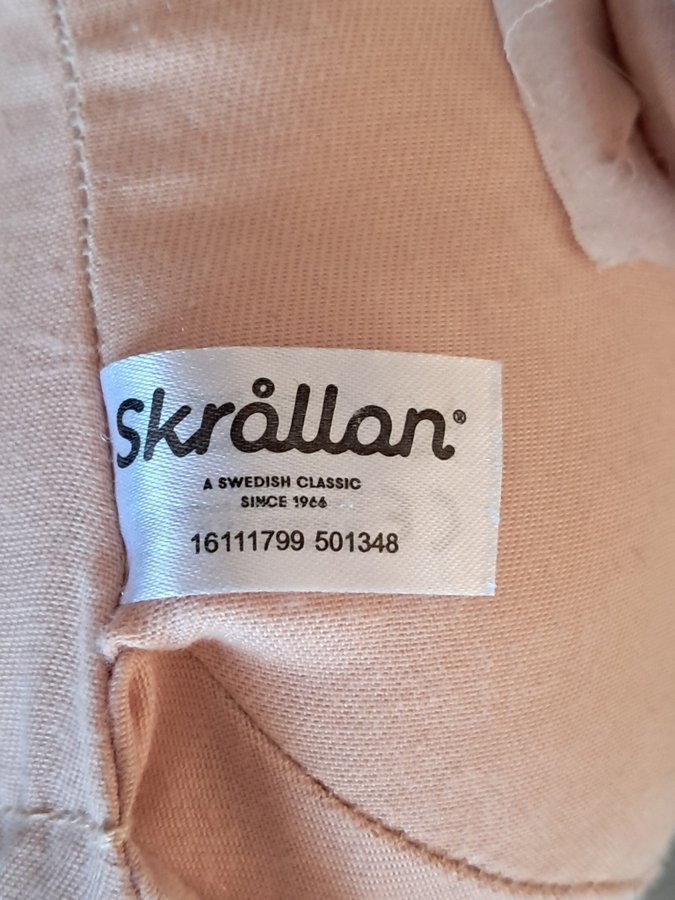 Skrållan®
A SWEDISH CLASSIC
SINCE 1966
16111799 501348